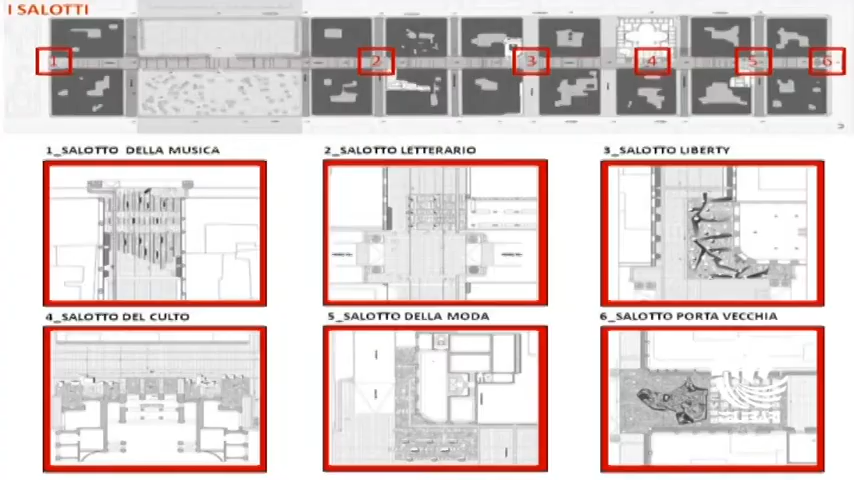 I SALOTTI
1 2 3 4 5 6
1_SALOTTO DELLA MUSICA
2_SALOTTO LETTERARIO
3_SALOTTO LIBERTY
4_SALOTTO DEL CULTO
5_SALOTTO DELLA MODA
6_SALOTTO PORTA VECCHIA